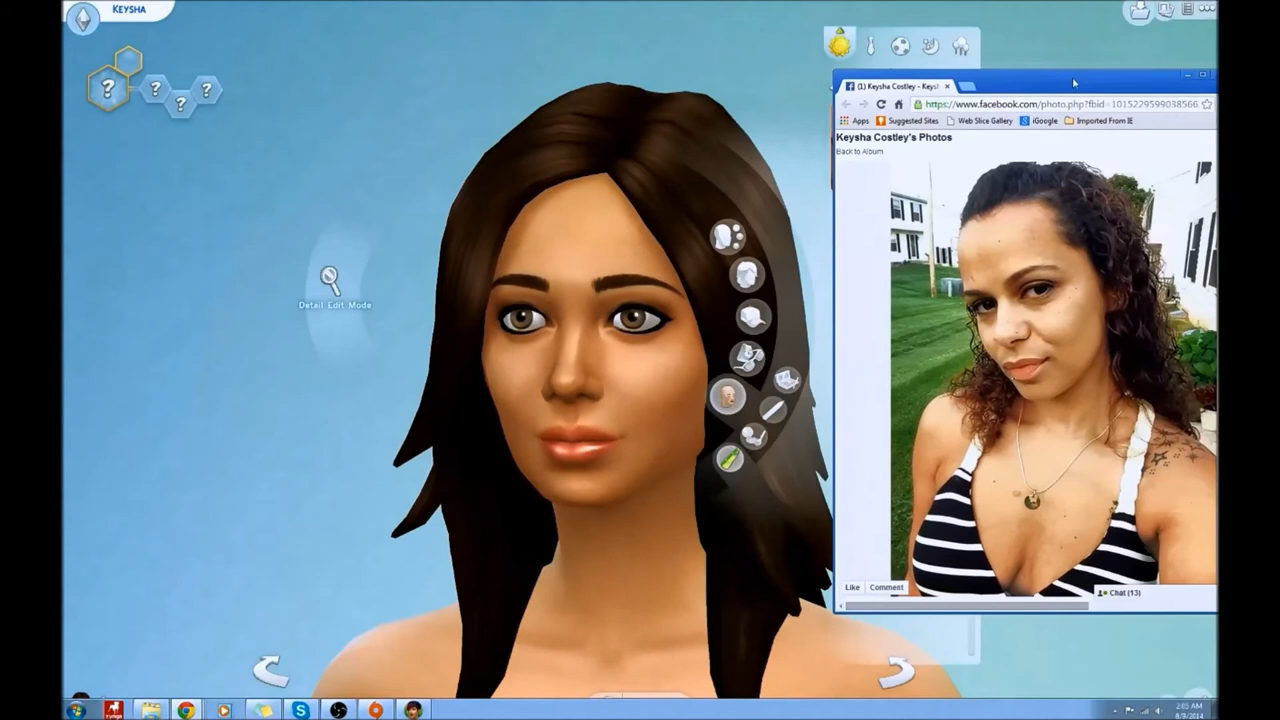 KEYSHA
(1) Keysha Costley - Keysh
https://www.facebook.com/photo.php?fbid=1015229599038566
Apps Suggested Sites Web Slice Gallery iGoogle Imported From IE
Keysha Costley's Photos
Back to Album
Detail Edit Mode
Like Comment
Chat (13)
2:05 AM
8/9/2014